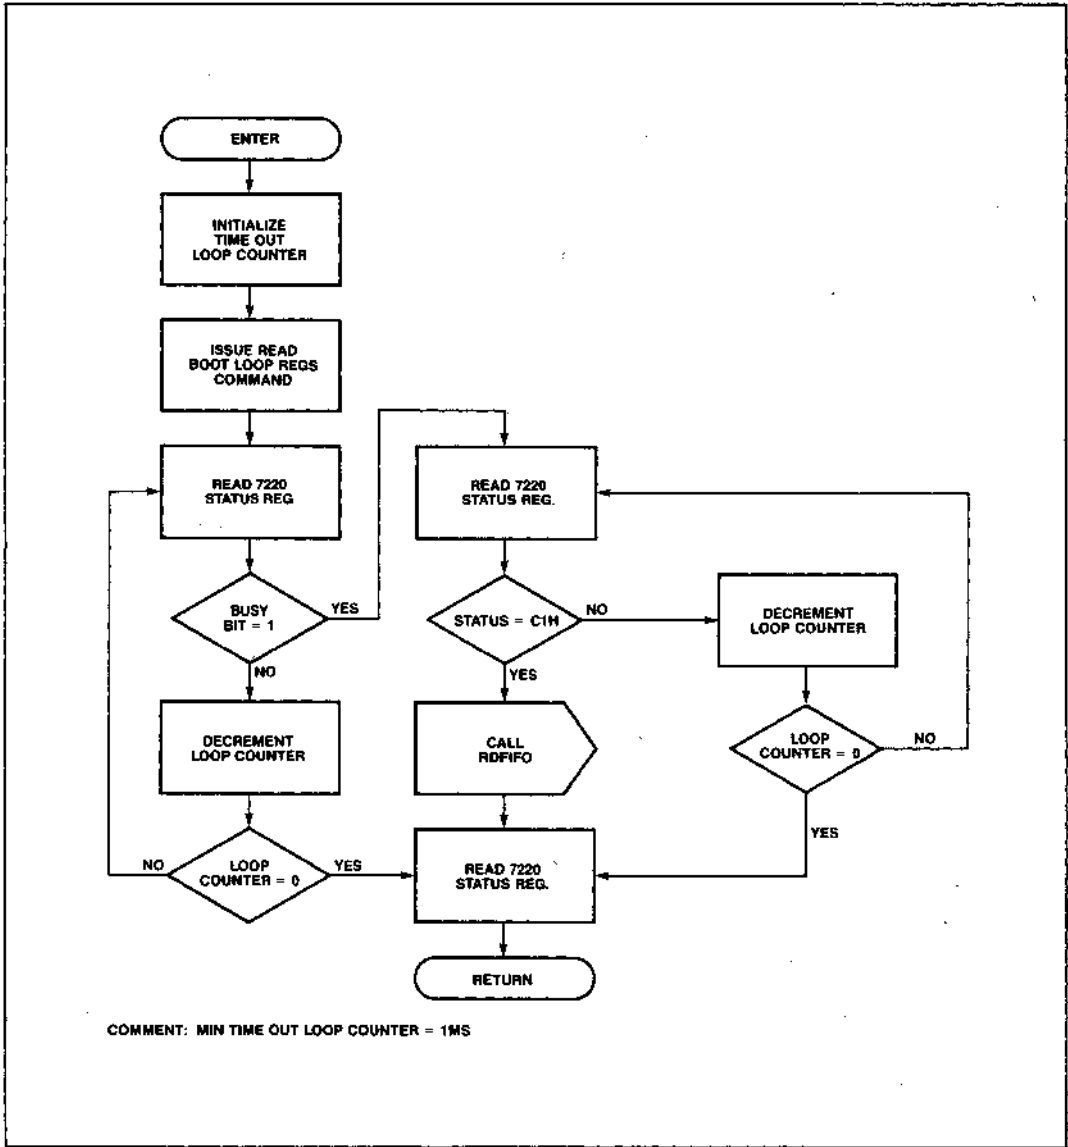 ENTER
INITIALIZE
TIME OUT
LOOP COUNTER
ISSUE READ
BOOT LOOP REGS
COMMAND
READ 7220
STATUS REG
BUSY
BIT = 1
YES
NO
DECREMENT
LOOP COUNTER
LOOP
COUNTER = 0
NO
YES
READ 7220
STATUS REG.
STATUS = C1H
NO
YES
CALL
RDFIFO
READ 7220
STATUS REG.
RETURN
DECREMENT
LOOP COUNTER
LOOP
COUNTER = 0
NO
YES
COMMENT: MIN TIME OUT LOOP COUNTER = 1MS